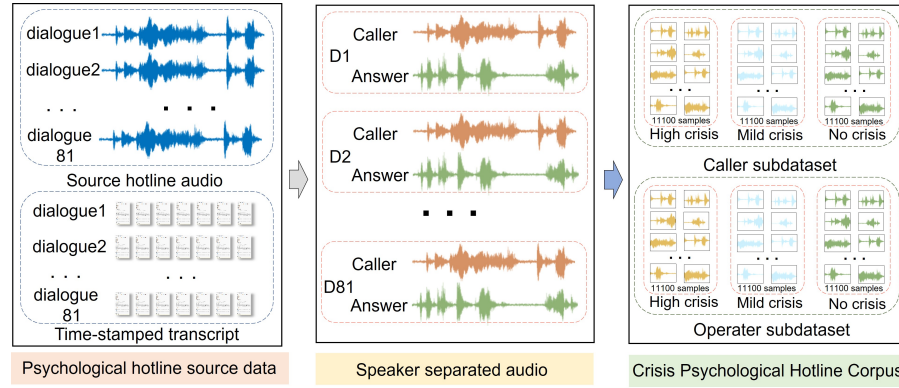 dialogue1
dialogue2
. . .
. . .
dialogue
81
Source hotline audio
dialogue1
dialogue2
. . .
. . .
dialogue
81
Time-stamped transcript
Psychological hotline source data
Caller
D1
Answer
Caller
D2
Answer
. . .
Caller
D81
Answer
Speaker separated audio
. . .
. . .
. . .
11100 samples
11100 samples
11100 samples
High crisis
Mild crisis
No crisis
Caller subdataset
. . .
. . .
. . .
11100 samples
11100 samples
11100 samples
High crisis
Mild crisis
No crisis
Operater subdataset
Crisis Psychological Hotline Corpus